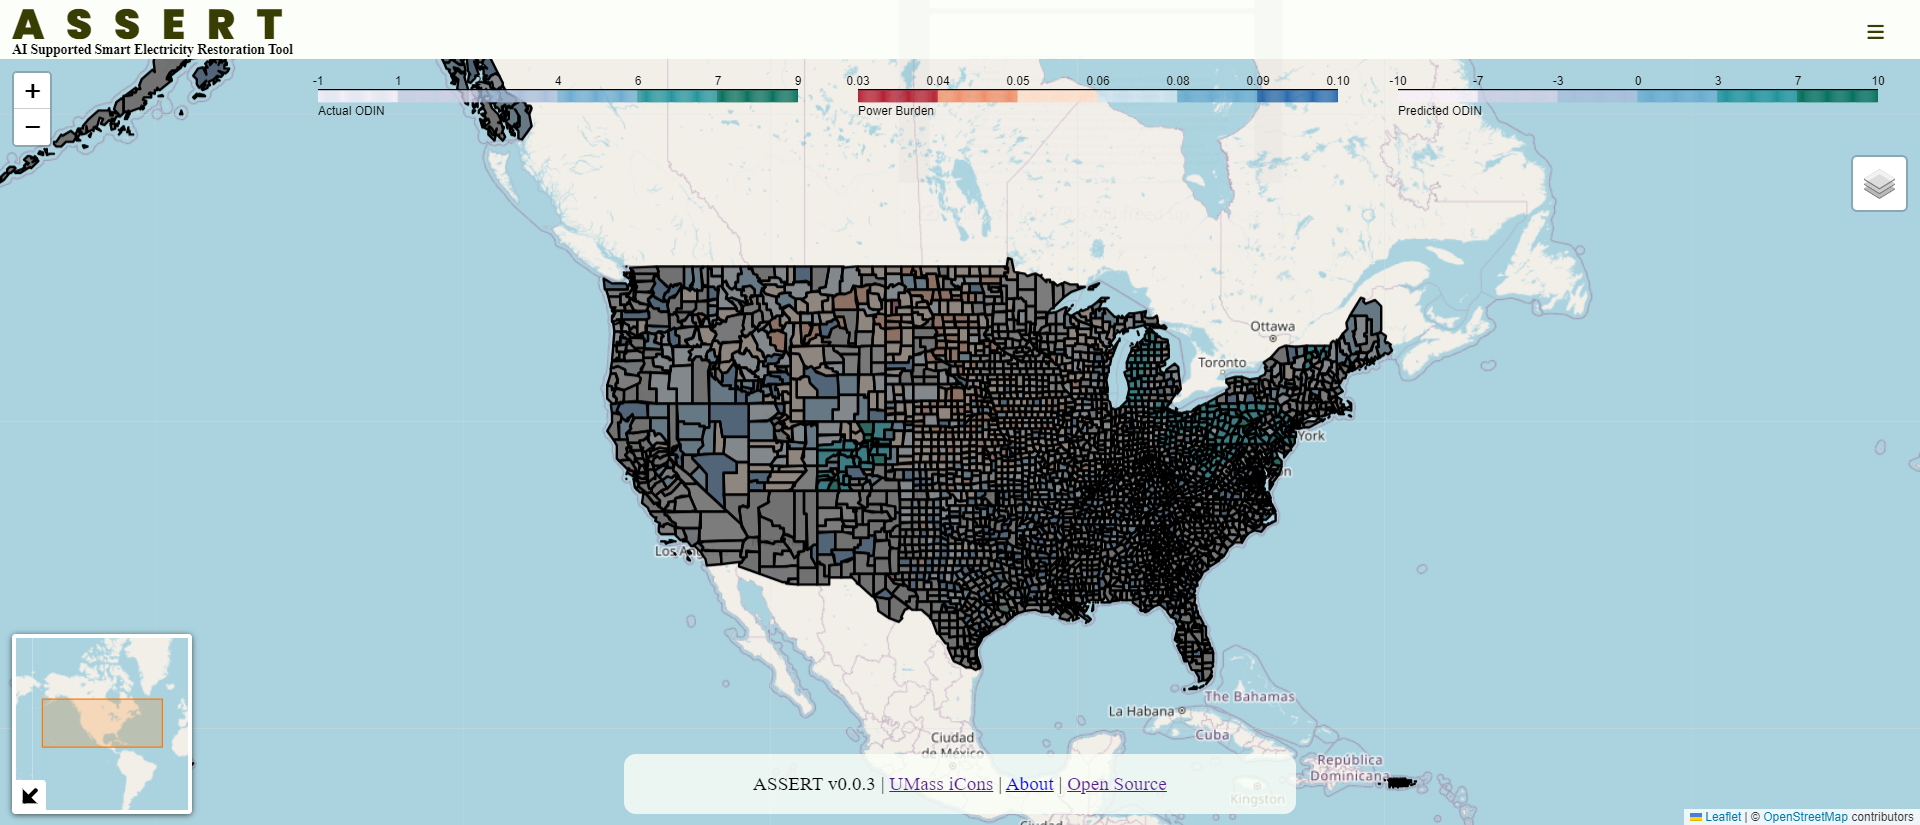 ASSERT
AI Supported Smart Electricity Restoration Tool
+
−
-1 1 4 6 7 9
Actual ODIN
0.03 0.04 0.05 0.06 0.08 0.09 0.10
Power Burden
-10 -7 -3 0 3 7 10
Predicted ODIN
Ottawa
Toronto
York
Los An
The Bahamas
La Habana
Cuba
Ciudad
de México
República
Dominicana
Kingston
Ciudad
ASSERT v0.0.3 | UMass iCons | About | Open Source
Leaflet | © OpenStreetMap contributors